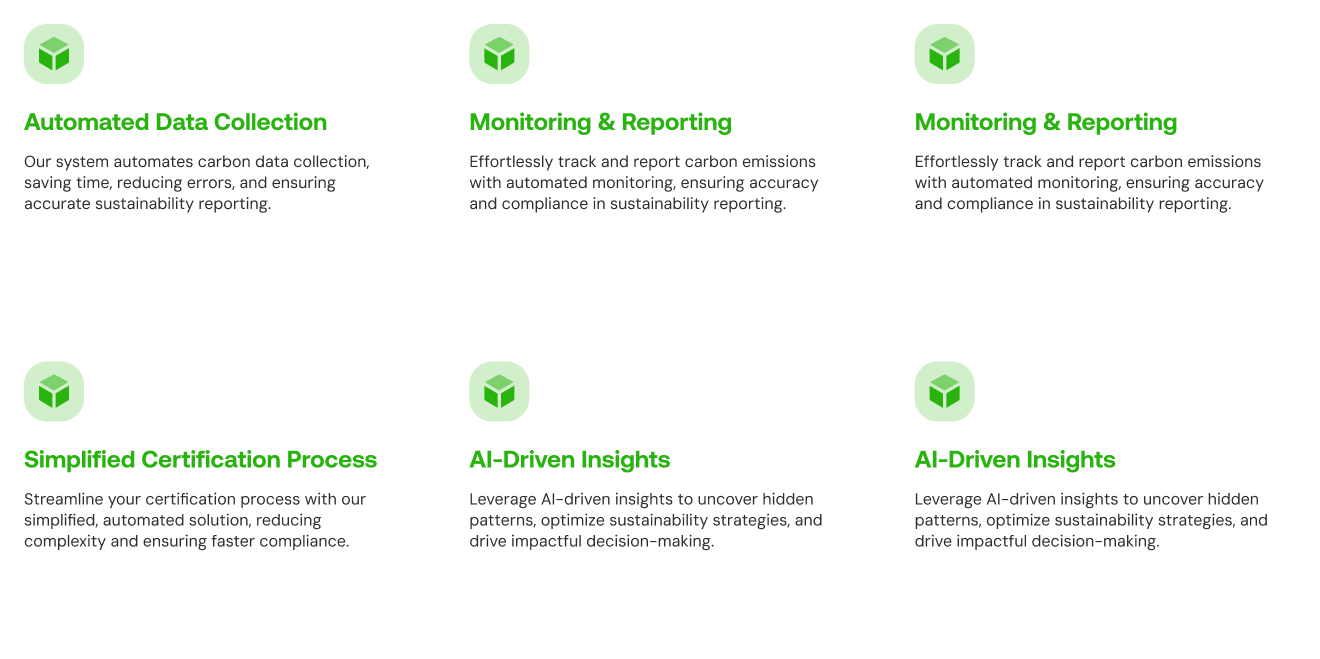 Automated Data Collection
Our system automates carbon data collection,
saving time, reducing errors, and ensuring
accurate sustainability reporting.
Monitoring & Reporting
Effortlessly track and report carbon emissions
with automated monitoring, ensuring accuracy
and compliance in sustainability reporting.
Monitoring & Reporting
Effortlessly track and report carbon emissions
with automated monitoring, ensuring accuracy
and compliance in sustainability reporting.
Simplified Certification Process
Streamline your certification process with our
simplified, automated solution, reducing
complexity and ensuring faster compliance.
AI-Driven Insights
Leverage AI-driven insights to uncover hidden
patterns, optimize sustainability strategies, and
drive impactful decision-making.
AI-Driven Insights
Leverage AI-driven insights to uncover hidden
patterns, optimize sustainability strategies, and
drive impactful decision-making.